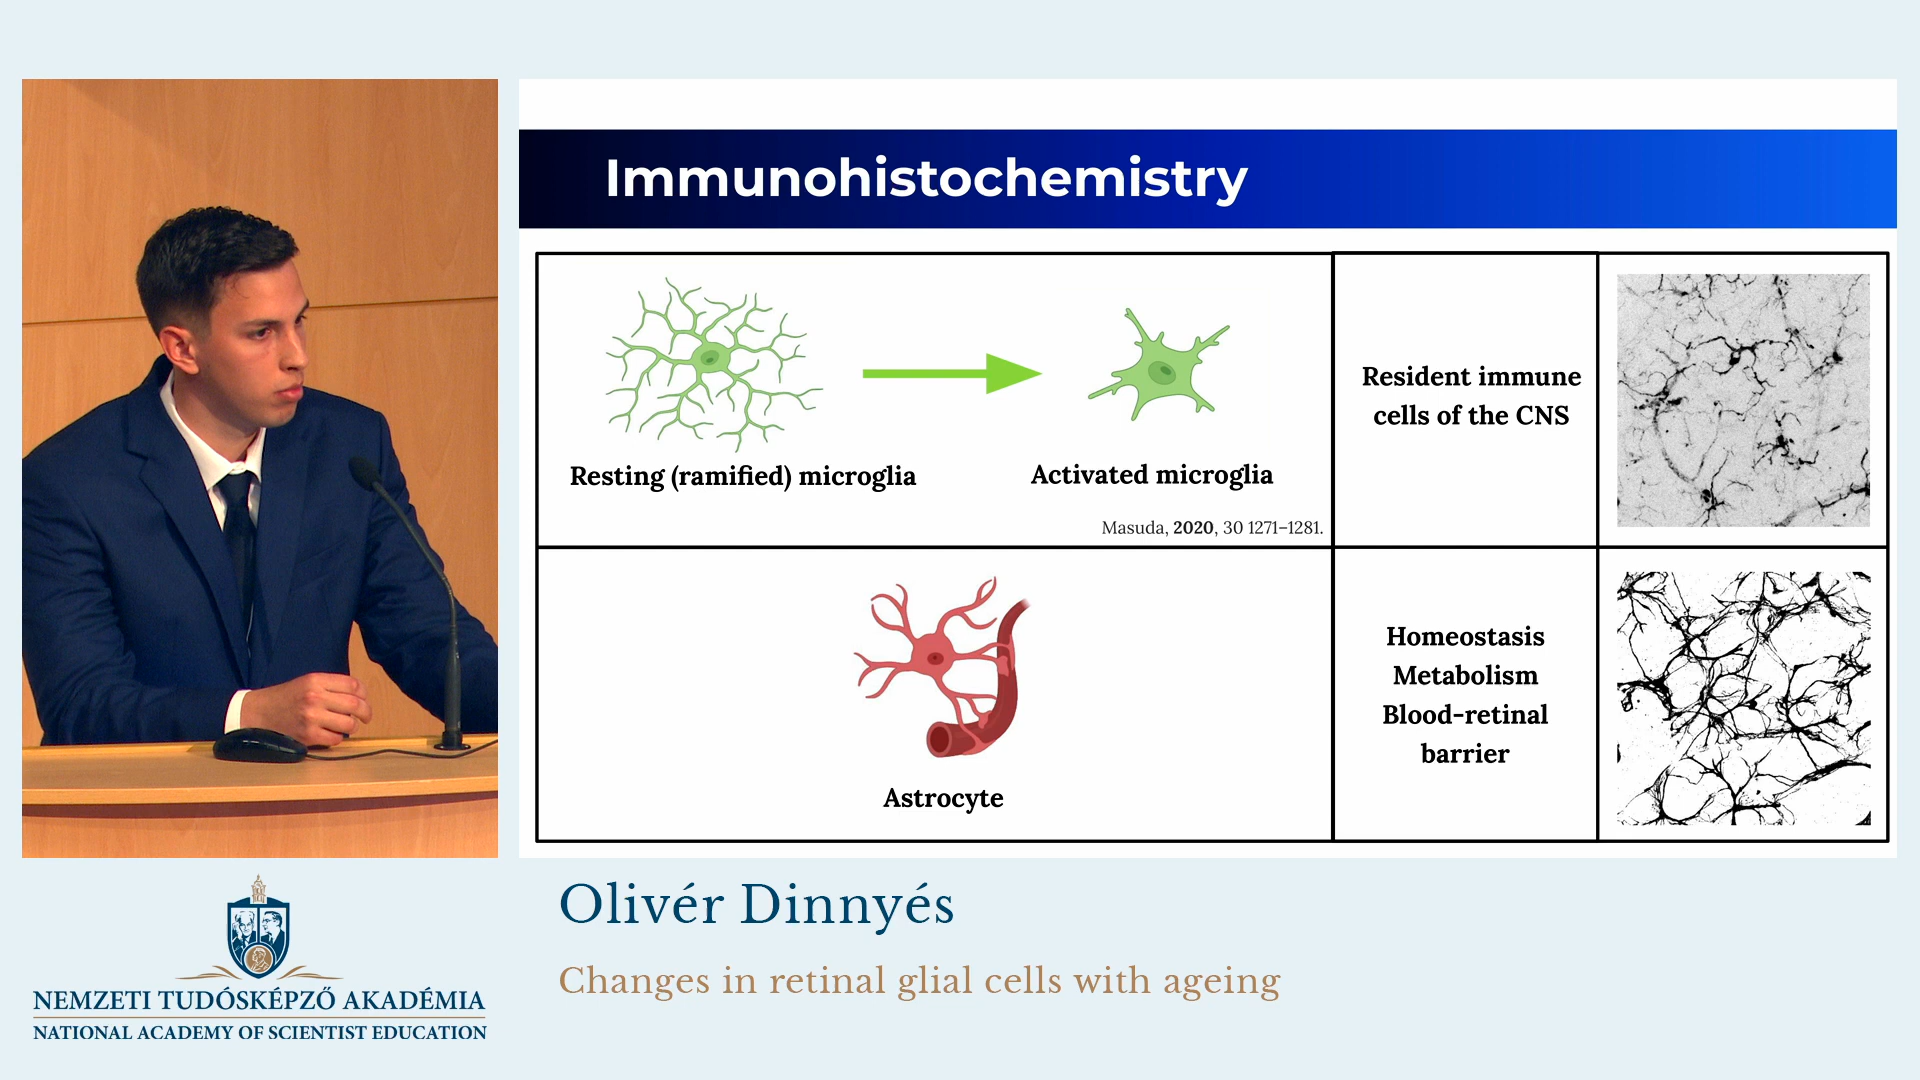 Immunohistochemistry
Resting (ramified) microglia
Activated microglia
Masuda, 2020, 30 1271–1281.
Resident immune
cells of the CNS
Astrocyte
Homeostasis
Metabolism
Blood-retinal
barrier
Olivér Dinnyés
Changes in retinal glial cells with ageing
NEMZETI TUDÓSKÉPZŐ AKADÉMIA
NATIONAL ACADEMY OF SCIENTIST EDUCATION